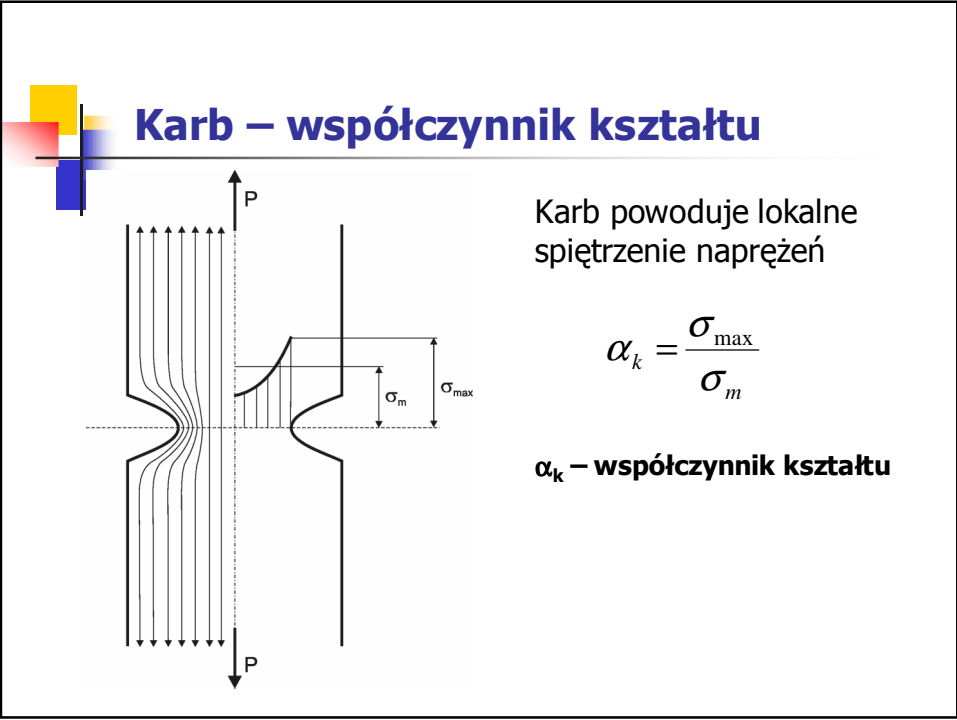 Karb – współczynnik kształtu
P
σm
σmax
P
Karb powoduje lokalne
spiętrzenie naprężeń
αk = σmax / σm
αk – współczynnik kształtu